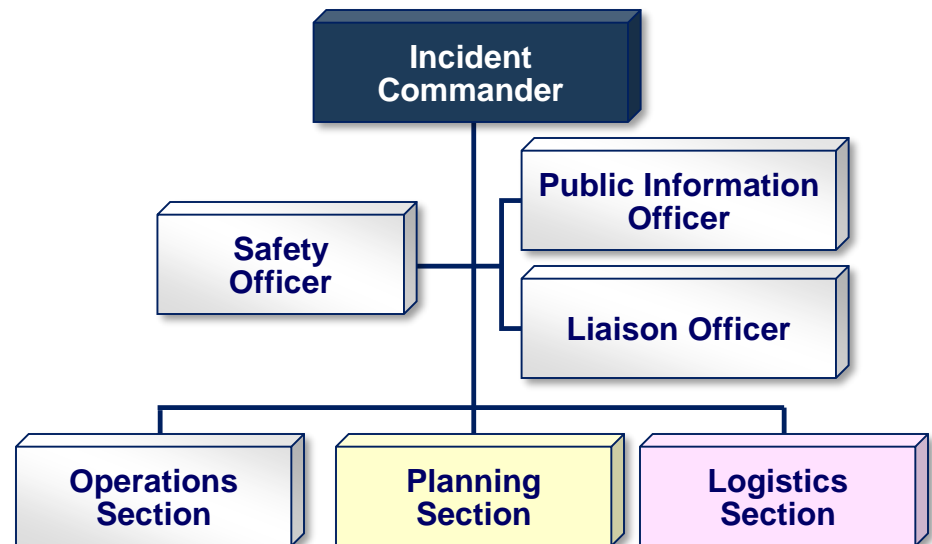 Incident
Commander
Public Information
Officer
Safety
Officer
Liaison Officer
Operations
Section
Planning
Section
Logistics
Section